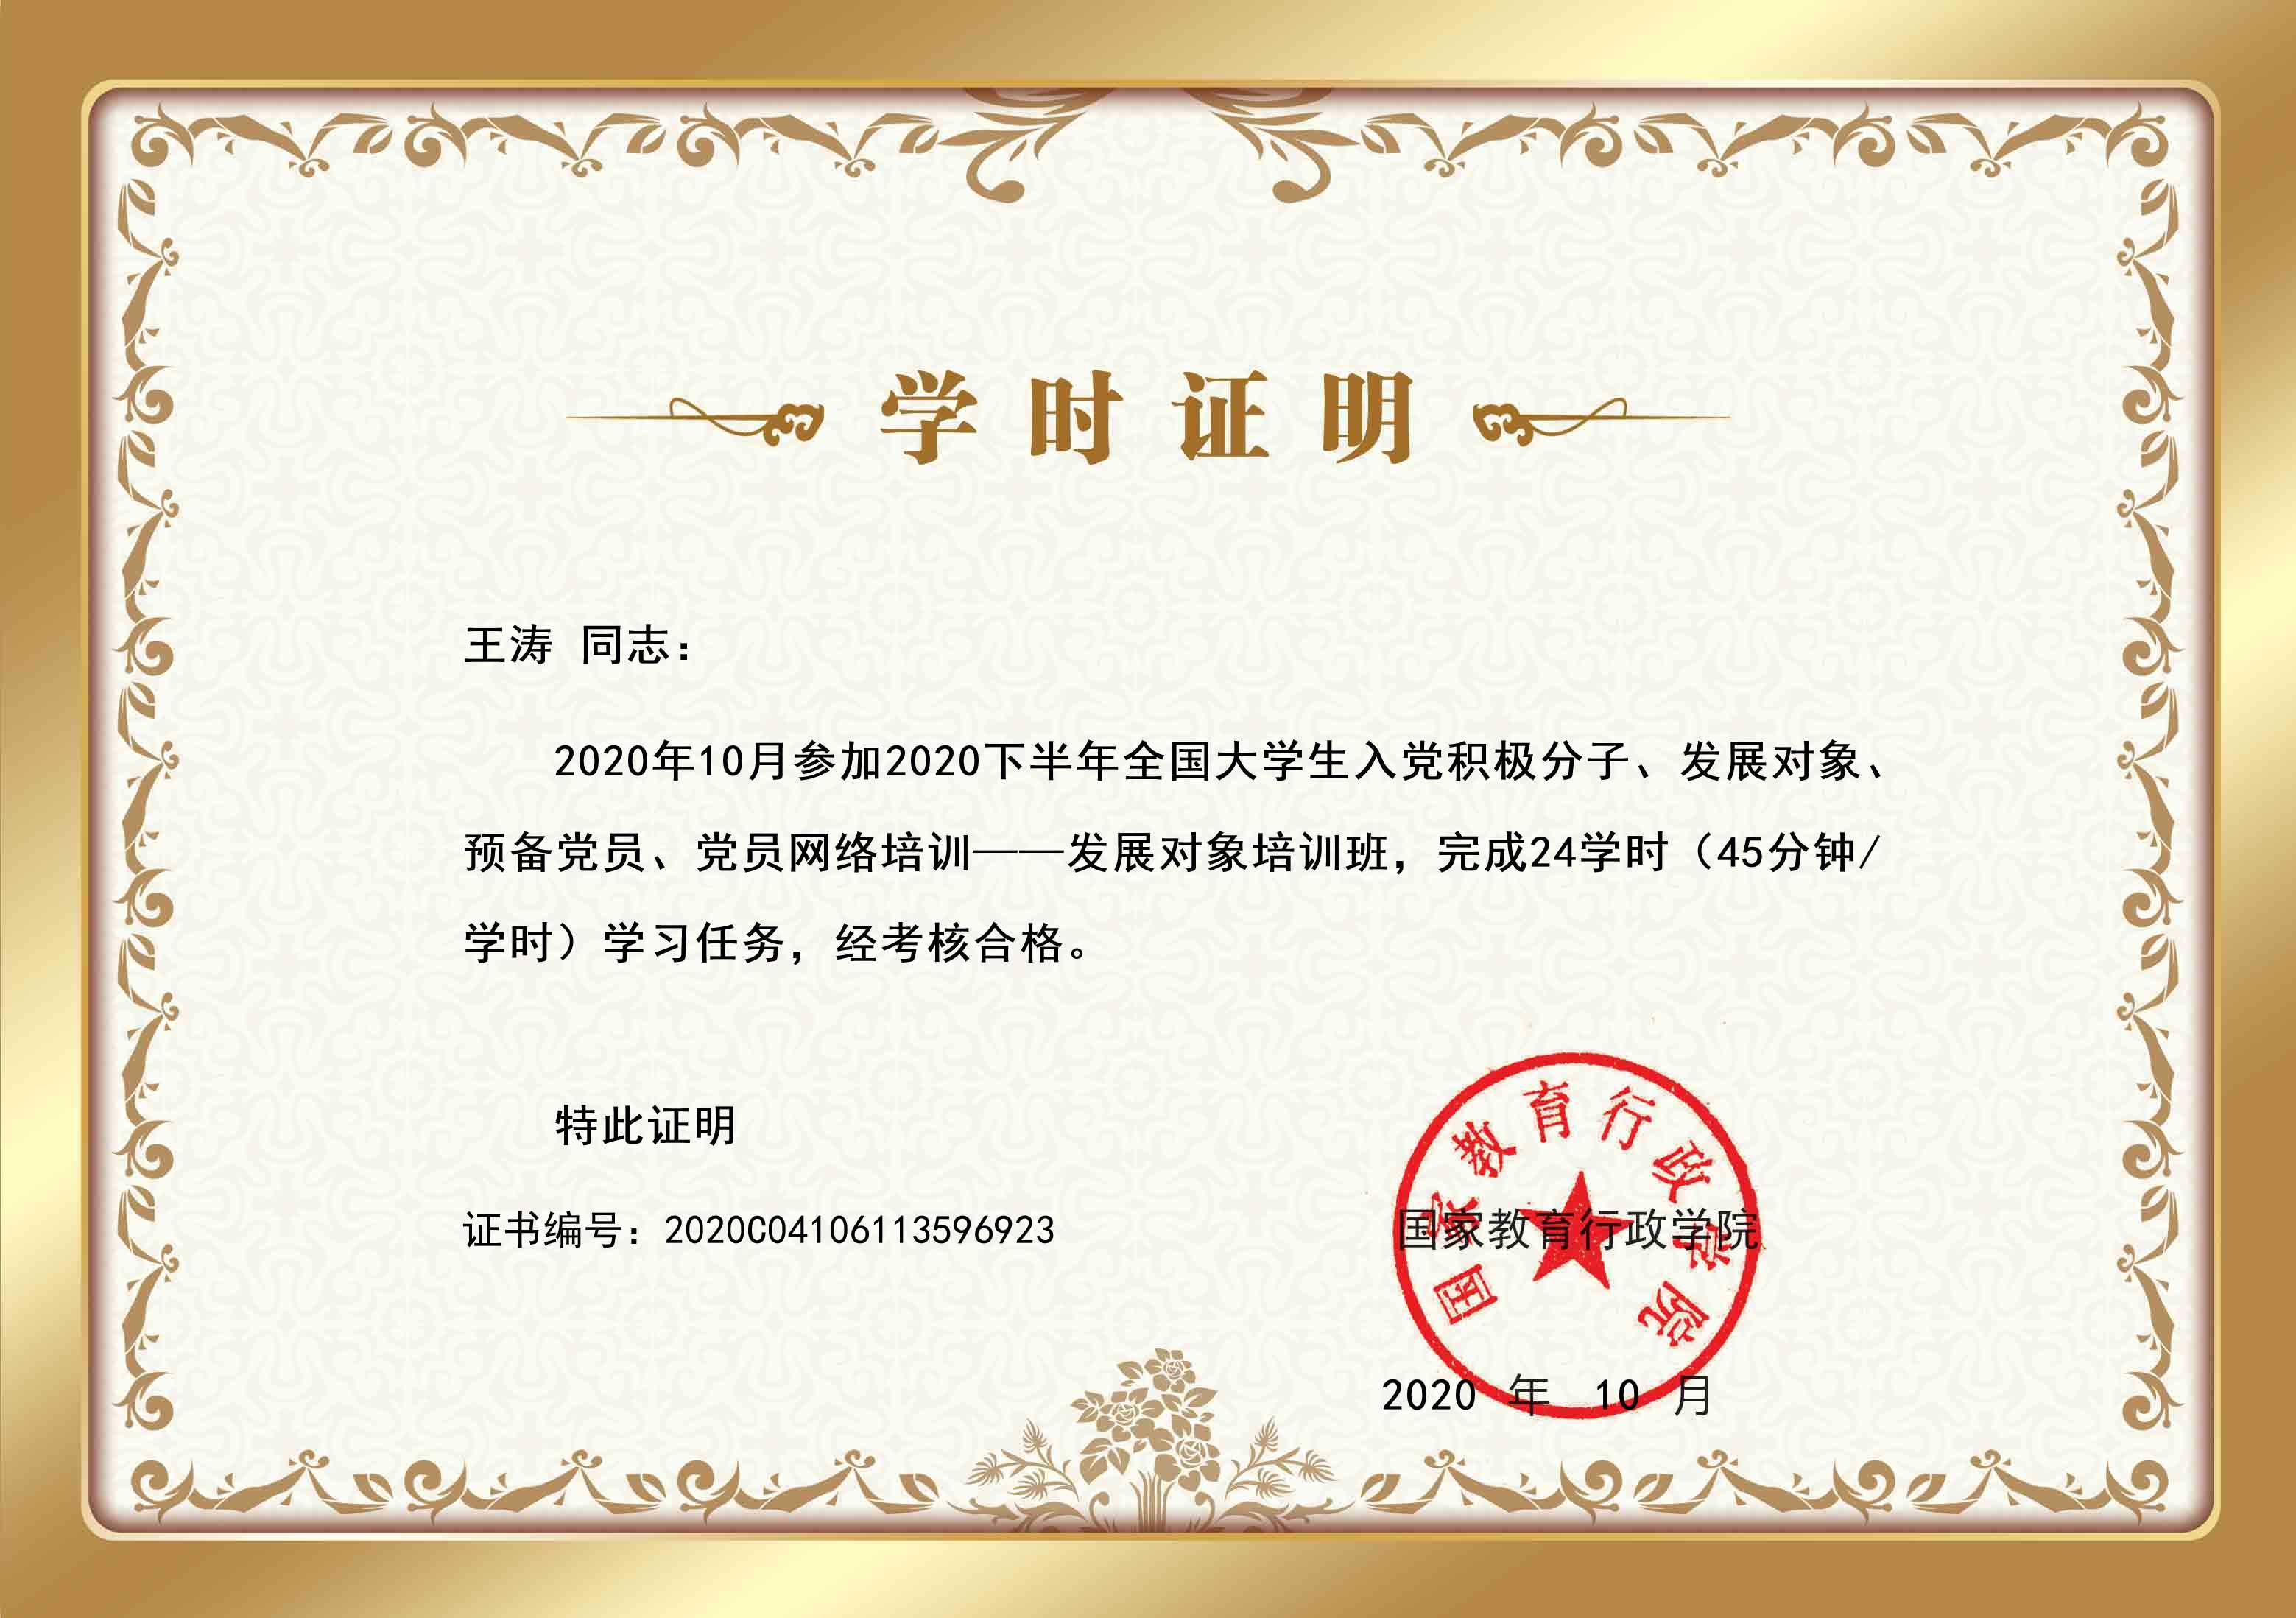 学时证明
王涛 同志：
2020年10月参加2020下半年全国大学生入党积极分子、发展对象、
预备党员、党员网络培训——发展对象培训班，完成24学时（45分钟/
学时）学习任务，经考核合格。
特此证明
国家教育行政学院
证书编号：2020C04106113596923
国家教育行政学院
2020 年 10 月